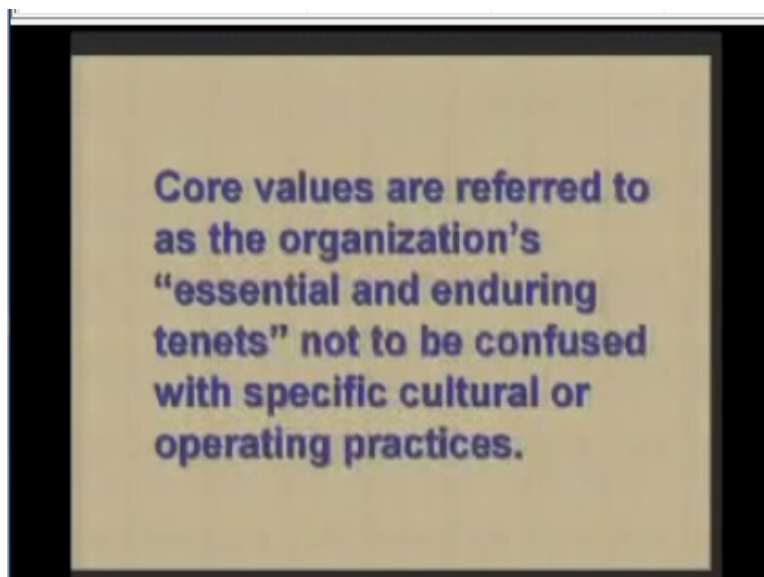 Core values are referred to
as the organization's
“essential and enduring
tenets” not to be confused
with specific cultural or
operating practices.